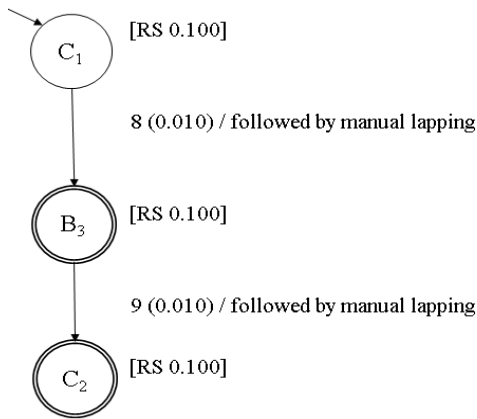 C₁ [RS 0.100]
8 (0.010) / followed by manual lapping
B₃ [RS 0.100]
9 (0.010) / followed by manual lapping
C₂ [RS 0.100]